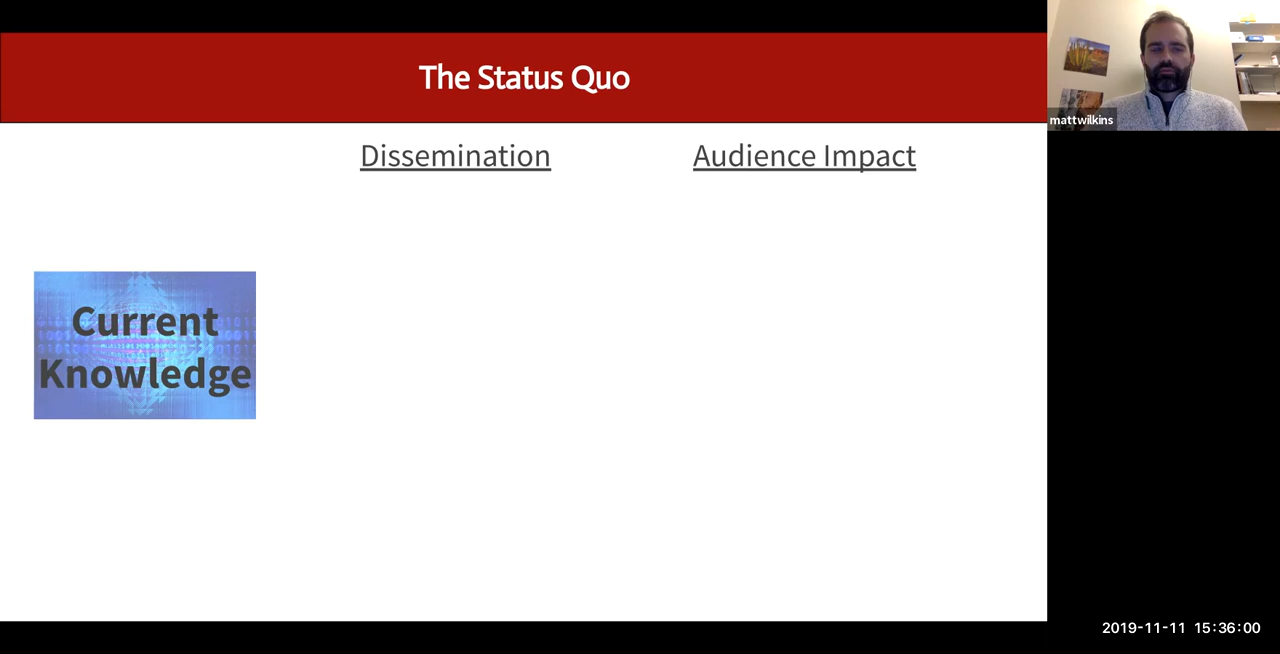 The Status Quo
mattwilkins
Dissemination
Audience Impact
Current
Knowledge
2019-11-11 15:36:00